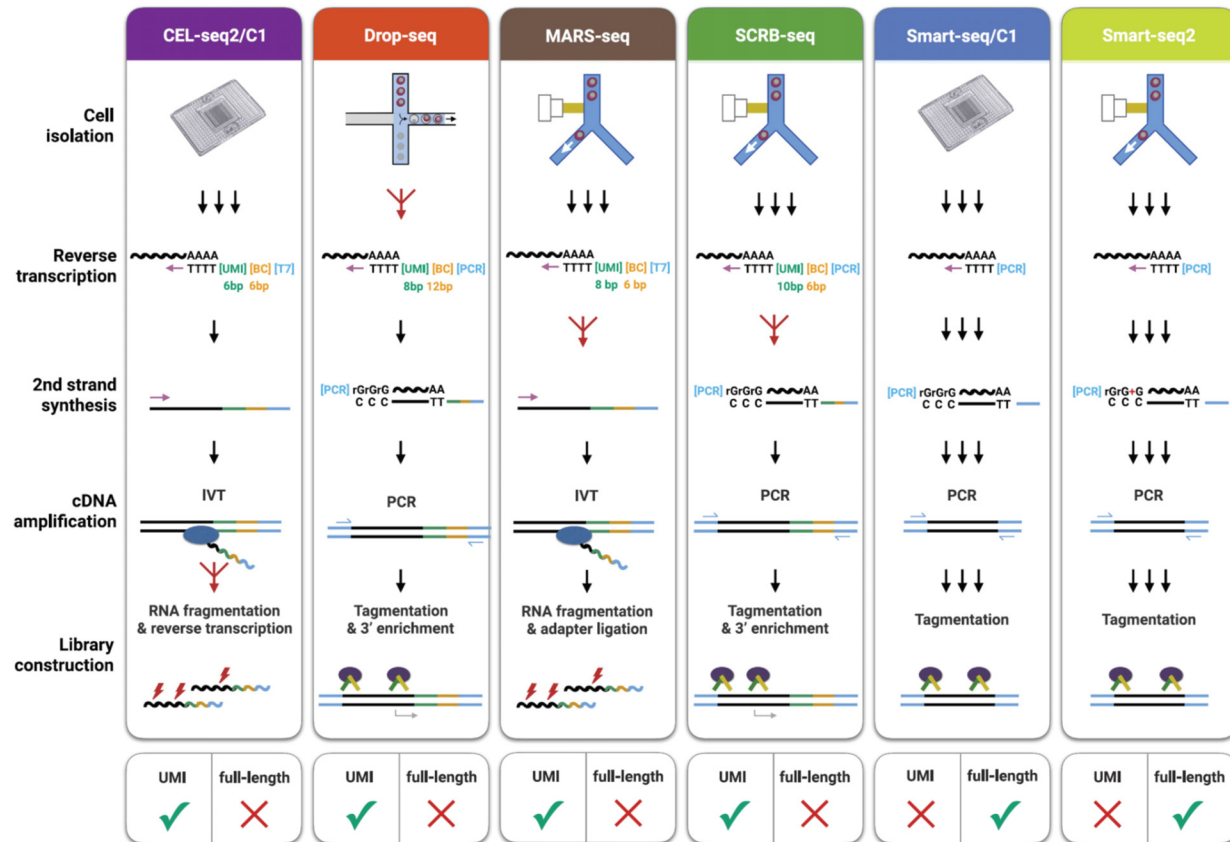 CEL-seq2/C1
Drop-seq
MARS-seq
SCRB-seq
Smart-seq/C1
Smart-seq2
Cell
isolation
Reverse
transcription
AAAA
TTTT [UMI] [BC] [T7]
6bp 6bp
AAAA
TTTT [UMI] [BC] [PCR]
8bp 12bp
AAAA
TTTT [UMI] [BC] [T7]
8 bp 6 bp
AAAA
TTTT [UMI] [BC] [PCR]
10bp 6bp
AAAA
TTTT [PCR]
AAAA
TTTT [PCR]
2nd strand
synthesis
[PCR] rGrGrG AA
C C C TT
[PCR] rGrGrG AA
C C C TT
[PCR] rGrGrG AA
C C C TT
[PCR] rGrG+G AA
C C C TT
cDNA
amplification
IVT
PCR
IVT
PCR
PCR
PCR
Library
construction
RNA fragmentation
& reverse transcription
Tagmentation
& 3’ enrichment
RNA fragmentation
& adapter ligation
Tagmentation
& 3’ enrichment
Tagmentation
Tagmentation
UMI full-length
UMI full-length
UMI full-length
UMI full-length
UMI full-length
UMI full-length